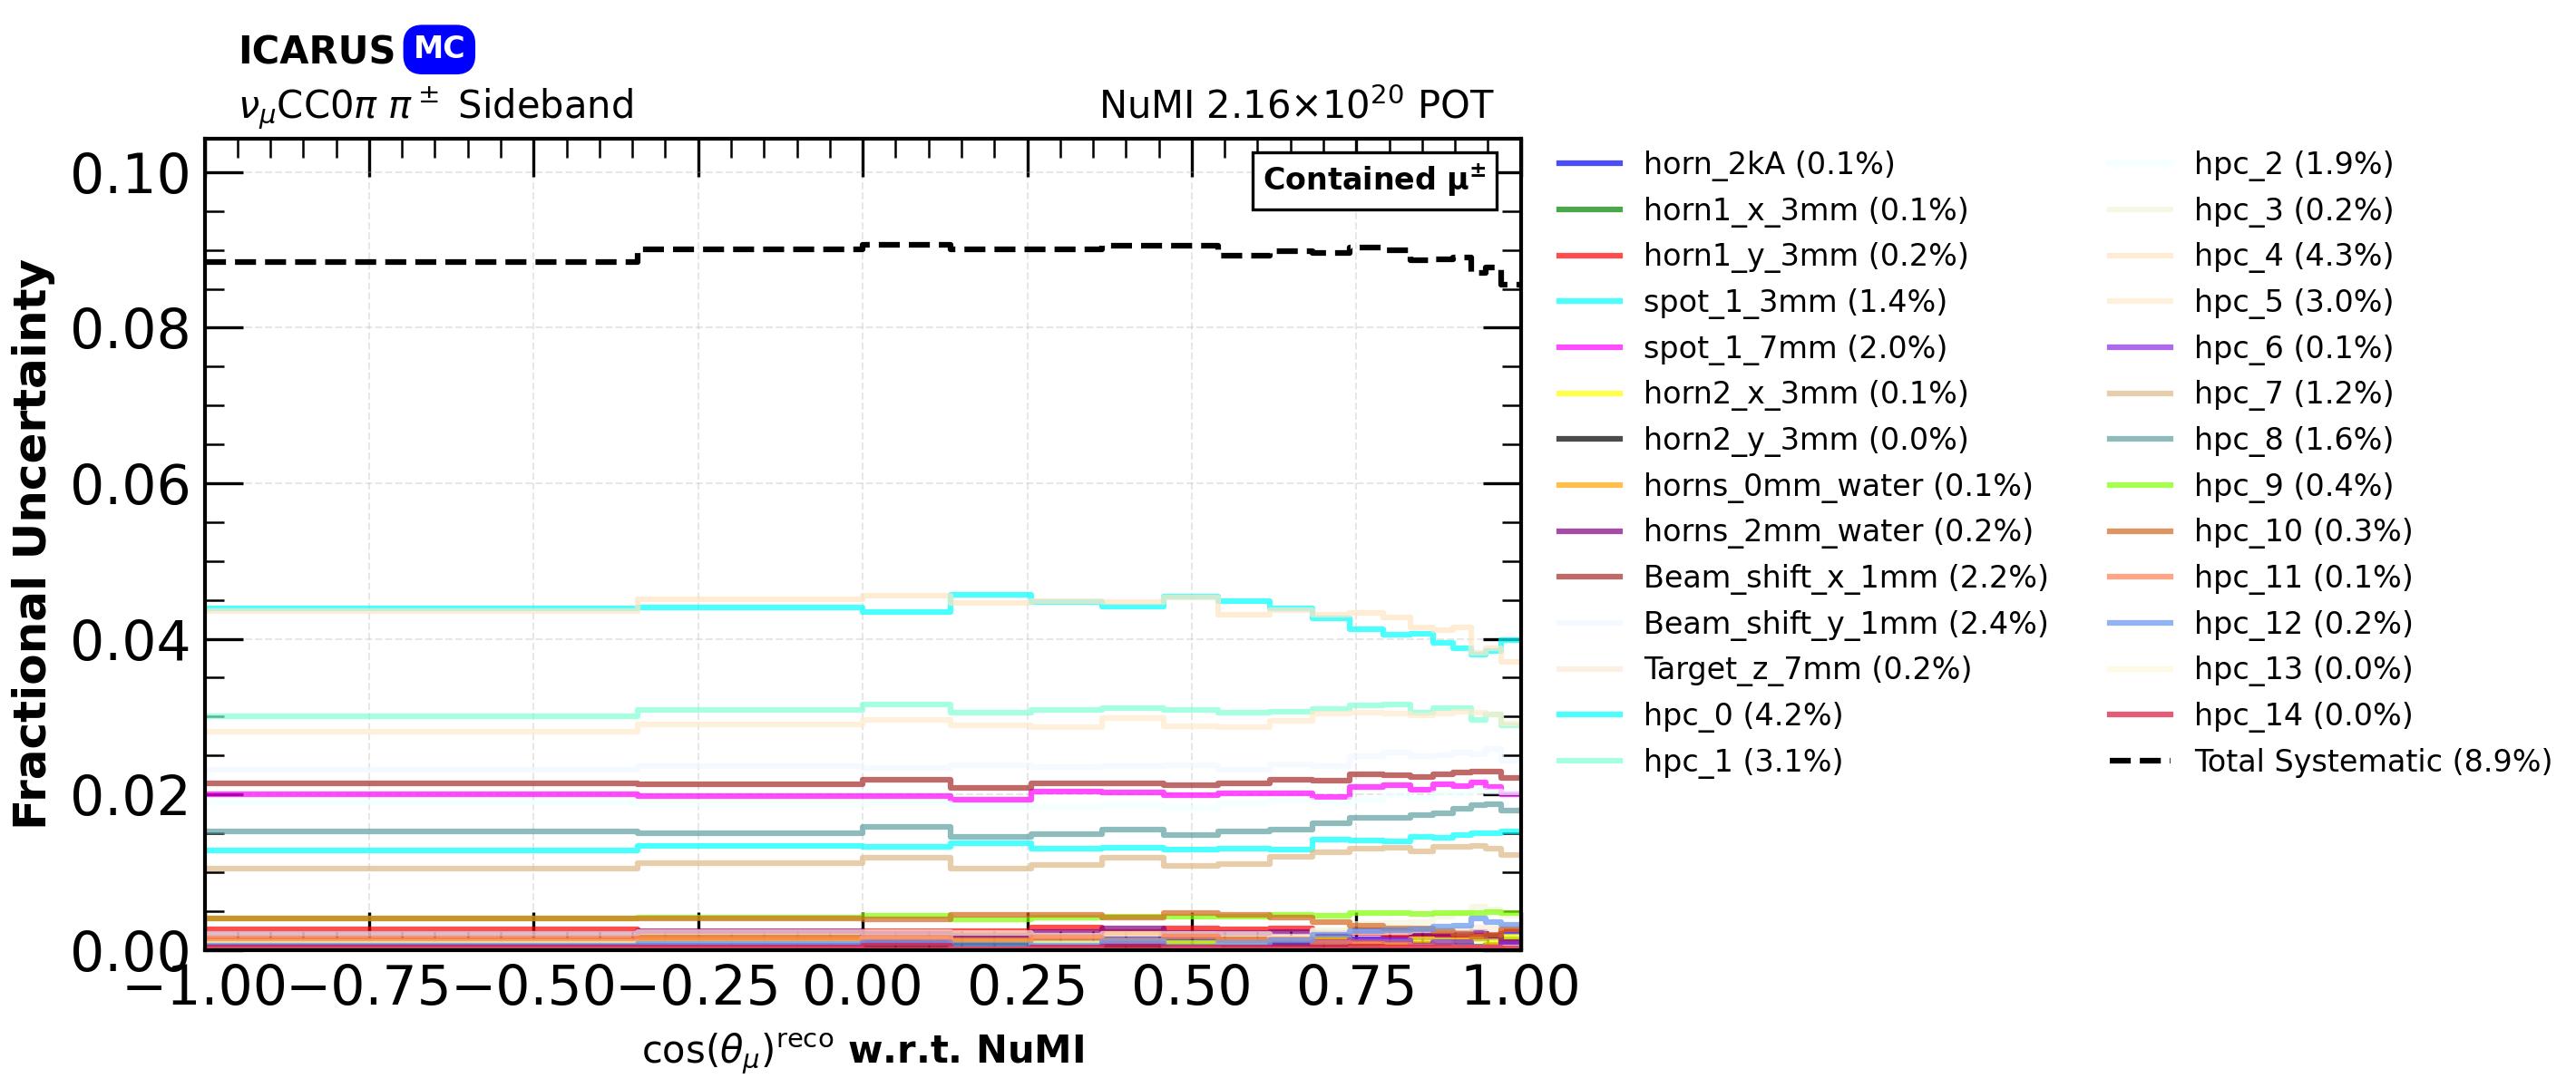 ICARUS MC
νμCC0π π± Sideband
NuMI 2.16×10²⁰ POT
Contained μ±
Fractional Uncertainty
0.10
0.08
0.06
0.04
0.02
0.00
−1.00 −0.75 −0.50 −0.25 0.00 0.25 0.50 0.75 1.00
cos(θμ)reco w.r.t. NuMI
horn_2kA (0.1%)
horn1_x_3mm (0.1%)
horn1_y_3mm (0.2%)
spot_1_3mm (1.4%)
spot_1_7mm (2.0%)
horn2_x_3mm (0.1%)
horn2_y_3mm (0.0%)
horns_0mm_water (0.1%)
horns_2mm_water (0.2%)
Beam_shift_x_1mm (2.2%)
Beam_shift_y_1mm (2.4%)
Target_z_7mm (0.2%)
hpc_0 (4.2%)
hpc_1 (3.1%)
hpc_2 (1.9%)
hpc_3 (0.2%)
hpc_4 (4.3%)
hpc_5 (3.0%)
hpc_6 (0.1%)
hpc_7 (1.2%)
hpc_8 (1.6%)
hpc_9 (0.4%)
hpc_10 (0.3%)
hpc_11 (0.1%)
hpc_12 (0.2%)
hpc_13 (0.0%)
hpc_14 (0.0%)
Total Systematic (8.9%)